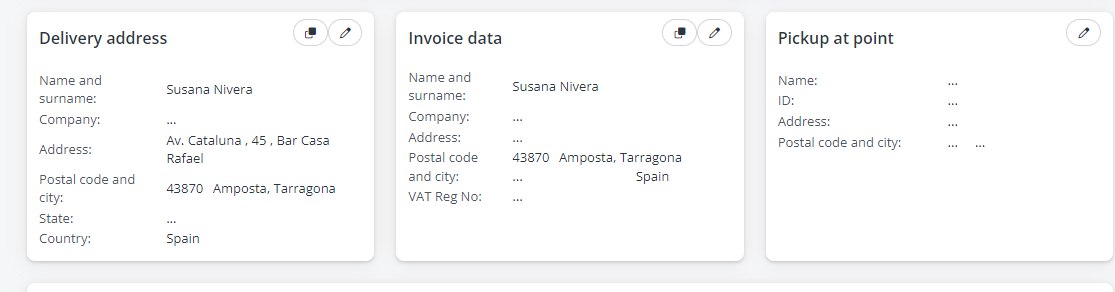 Delivery address
Name and
surname:
Susana Nivera
Company:
...
Address:
Av. Cataluna , 45 , Bar Casa
Rafael
Postal code and
city:
43870 Amposta, Tarragona
State:
...
Country:
Spain
Invoice data
Name and
surname:
Susana Nivera
Company:
...
Address:
...
Postal code
and city:
43870 Amposta, Tarragona
... Spain
VAT Reg No:
...
Pickup at point
Name:
...
ID:
...
Address:
...
Postal code and city:
... ...